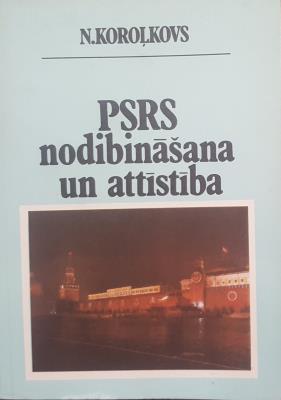 N.KOROĻKOVS
PSRS
nodibināšana
un attīstība